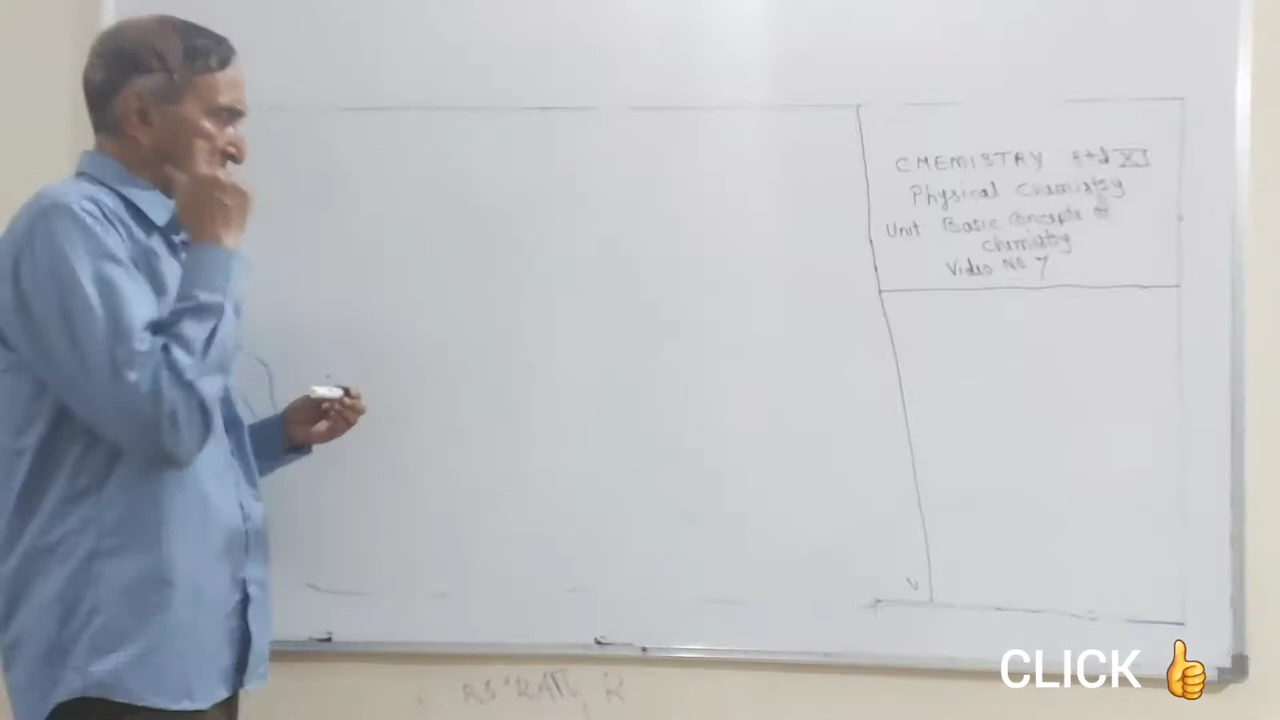 CHEMISTRY Std XI
Physical Chemistry
Unit Basic Concepts of
chemistry
Video No 7
CLICK 👍